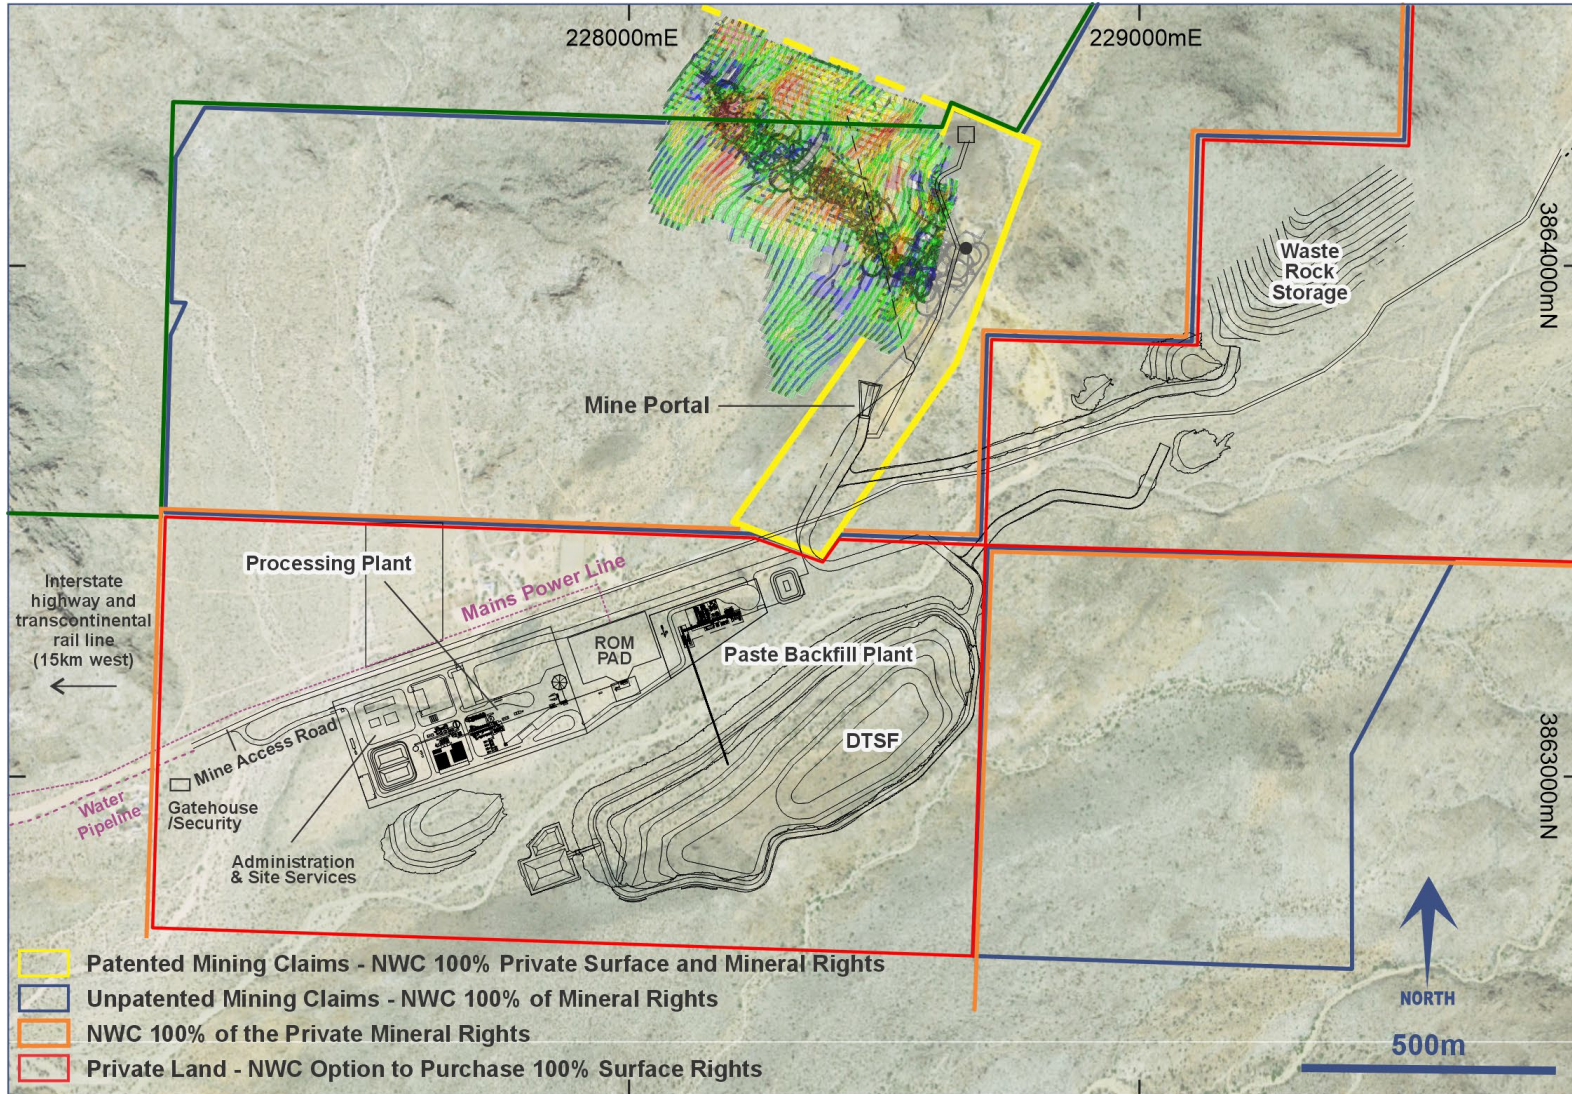 228000mE
229000mE
3864000mN
Waste
Rock
Storage
Mine Portal
Processing Plant
Mains Power Line
Interstate
highway and
transcontinental
rail line
(15km west)
ROM
PAD
Paste Backfill Plant
DTSF
3863000mN
Mine Access Road
Water
Pipeline
Gatehouse
/Security
Administration
& Site Services
Patented Mining Claims - NWC 100% Private Surface and Mineral Rights
Unpatented Mining Claims - NWC 100% of Mineral Rights
NWC 100% of the Private Mineral Rights
Private Land - NWC Option to Purchase 100% Surface Rights
NORTH
500m